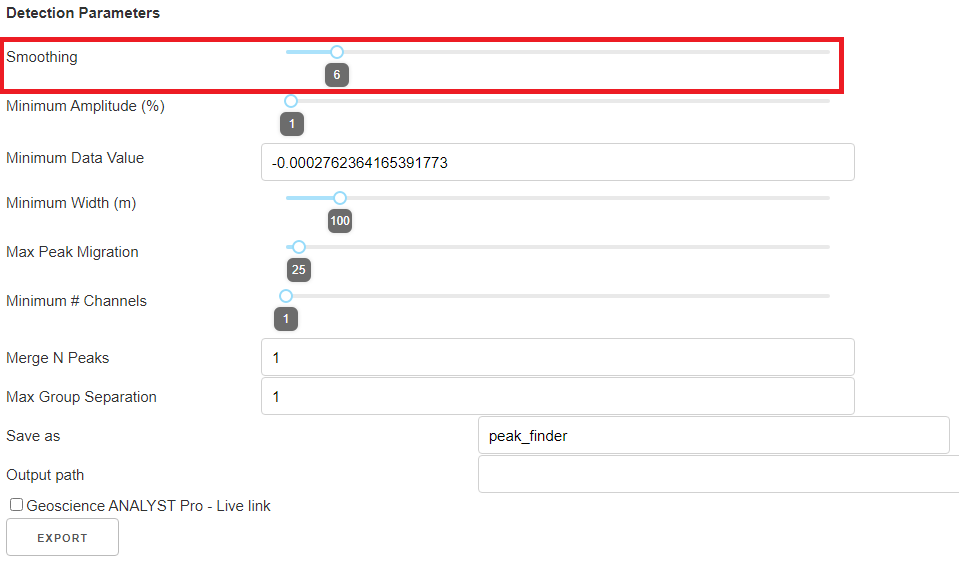 Detection Parameters
Smoothing
6
Minimum Amplitude (%)
1
Minimum Data Value
-0.0002762364165391773
Minimum Width (m)
100
Max Peak Migration
25
Minimum # Channels
1
Merge N Peaks
1
Max Group Separation
1
Save as
peak_finder
Output path
Geoscience ANALYST Pro - Live link
EXPORT